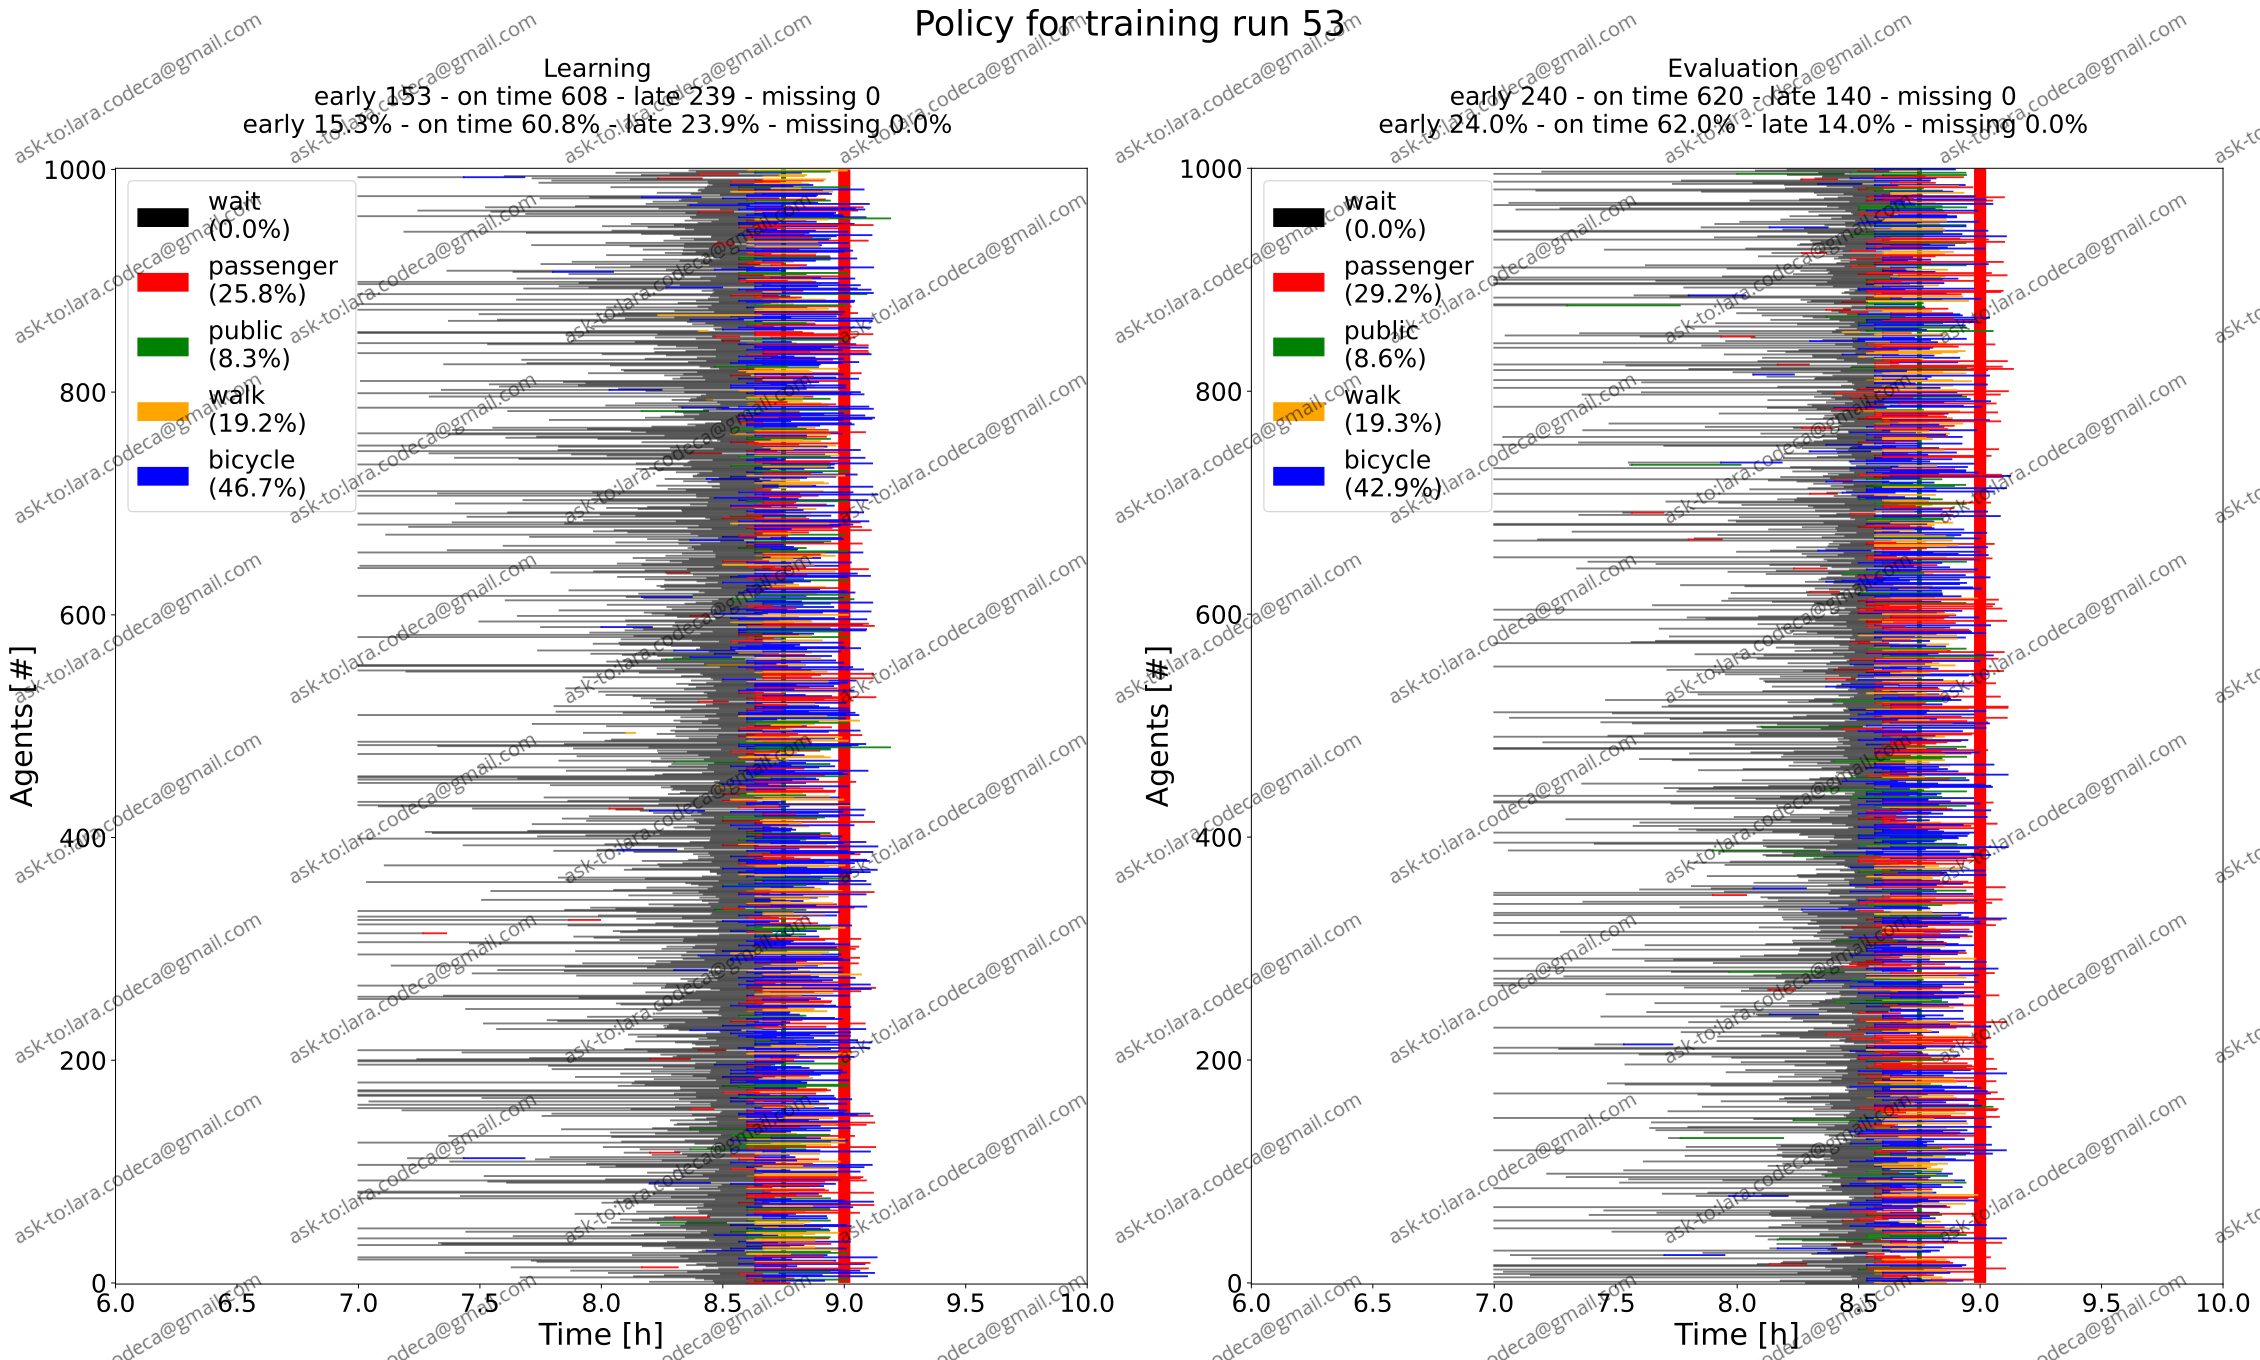 Policy for training run 53
Learning
early 153 - on time 608 - late 239 - missing 0
early 15.3% - on time 60.8% - late 23.9% - missing 0.0%
1000
800
600
400
200
0
Agents [#]
wait
(0.0%)
passenger
(25.8%)
public
(8.3%)
walk
(19.2%)
bicycle
(46.7%)
6.0 6.5 7.0 7.5 8.0 8.5 9.0 9.5 10.0
Time [h]
Evaluation
early 240 - on time 620 - late 140 - missing 0
early 24.0% - on time 62.0% - late 14.0% - missing 0.0%
1000
800
600
400
200
0
Agents [#]
wait
(0.0%)
passenger
(29.2%)
public
(8.6%)
walk
(19.3%)
bicycle
(42.9%)
6.0 6.5 7.0 7.5 8.0 8.5 9.0 9.5 10.0
Time [h]
ask-to:lara.codeca@gmail.com